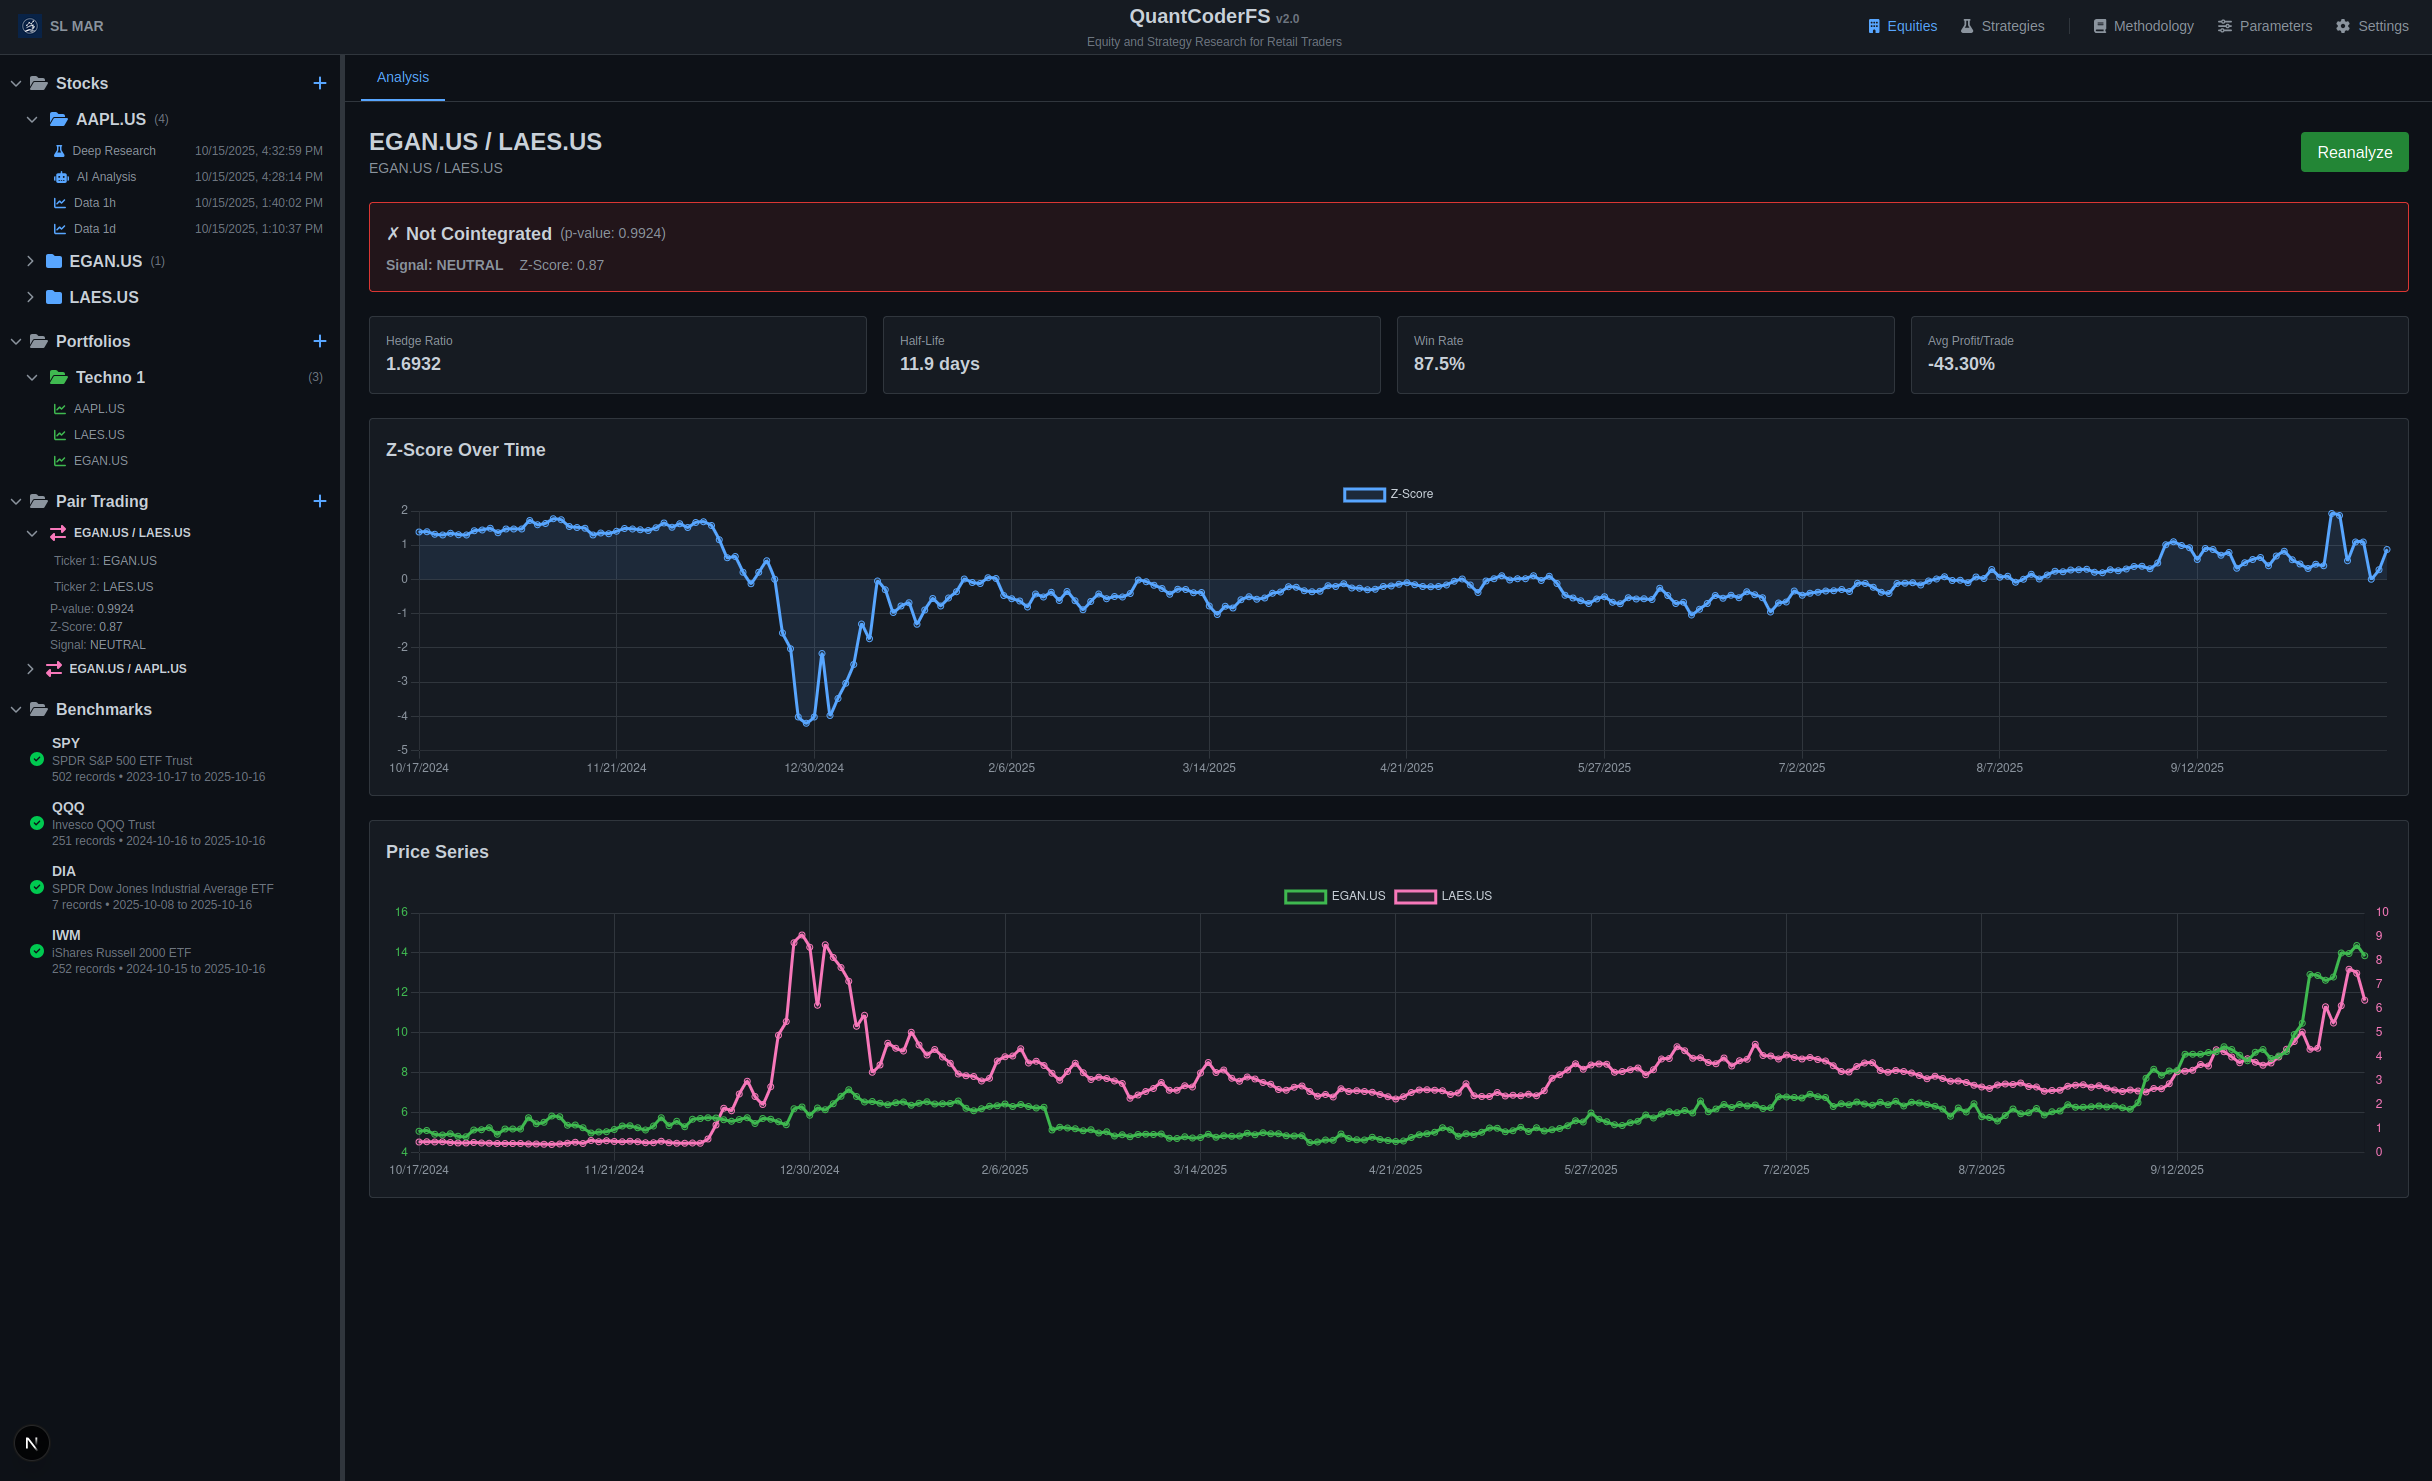 SL MAR
QuantCoderFS v2.0
Equity and Strategy Research for Retail Traders
Equities
Strategies
Methodology
Parameters
Settings
Stocks
AAPL.US (4)
Deep Research 10/15/2025, 4:32:59 PM
AI Analysis 10/15/2025, 4:28:14 PM
Data 1h 10/15/2025, 1:40:02 PM
Data 1d 10/15/2025, 1:10:37 PM
EGAN.US (1)
LAES.US
Portfolios
Techno 1 (3)
AAPL.US
LAES.US
EGAN.US
Pair Trading
EGAN.US / LAES.US
Ticker 1: EGAN.US
Ticker 2: LAES.US
P-value: 0.9924
Z-Score: 0.87
Signal: NEUTRAL
EGAN.US / AAPL.US
Benchmarks
SPY
SPDR S&P 500 ETF Trust
502 records • 2023-10-17 to 2025-10-16
QQQ
Invesco QQQ Trust
251 records • 2024-10-16 to 2025-10-16
DIA
SPDR Dow Jones Industrial Average ETF
7 records • 2025-10-08 to 2025-10-16
IWM
iShares Russell 2000 ETF
252 records • 2024-10-15 to 2025-10-16
N
Analysis
EGAN.US / LAES.US
EGAN.US / LAES.US
Reanalyze
✗ Not Cointegrated (p-value: 0.9924)
Signal: NEUTRAL Z-Score: 0.87
Hedge Ratio
1.6932
Half-Life
11.9 days
Win Rate
87.5%
Avg Profit/Trade
-43.30%
Z-Score Over Time
Z-Score
2
1
0
-1
-2
-3
-4
-5
10/17/2024 11/21/2024 12/30/2024 2/6/2025 3/14/2025 4/21/2025 5/27/2025 7/2/2025 8/7/2025 9/12/2025
Price Series
EGAN.US LAES.US
16
14
12
10
8
6
4
10
9
8
7
6
5
4
3
2
1
0
10/17/2024 11/21/2024 12/30/2024 2/6/2025 3/14/2025 4/21/2025 5/27/2025 7/2/2025 8/7/2025 9/12/2025